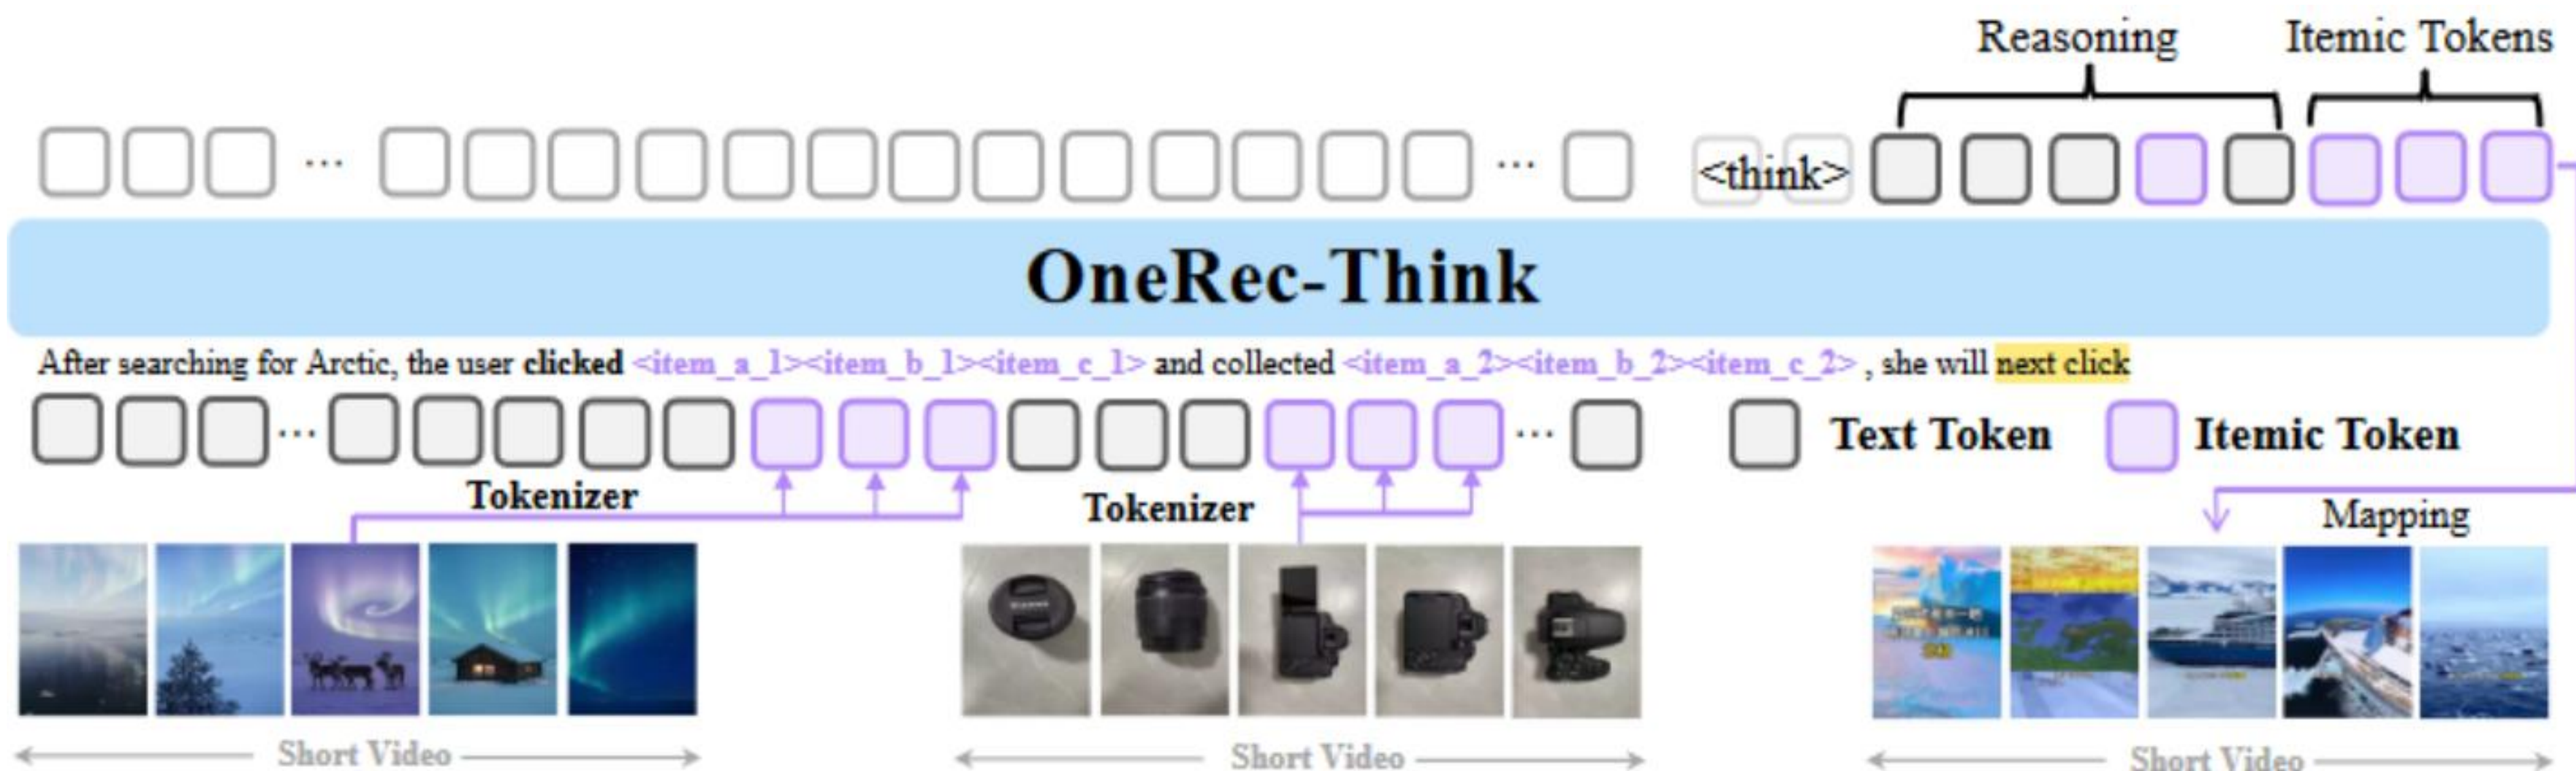 Reasoning Itemic Tokens
... ... <think>
OneRec-Think
After searching for Arctic, the user clicked <item_a_1><item_b_1><item_c_1> and collected <item_a_2><item_b_2><item_c_2> , she will next click
... ... Text Token Itemic Token
Tokenizer Tokenizer Mapping
Short Video Short Video Short Video